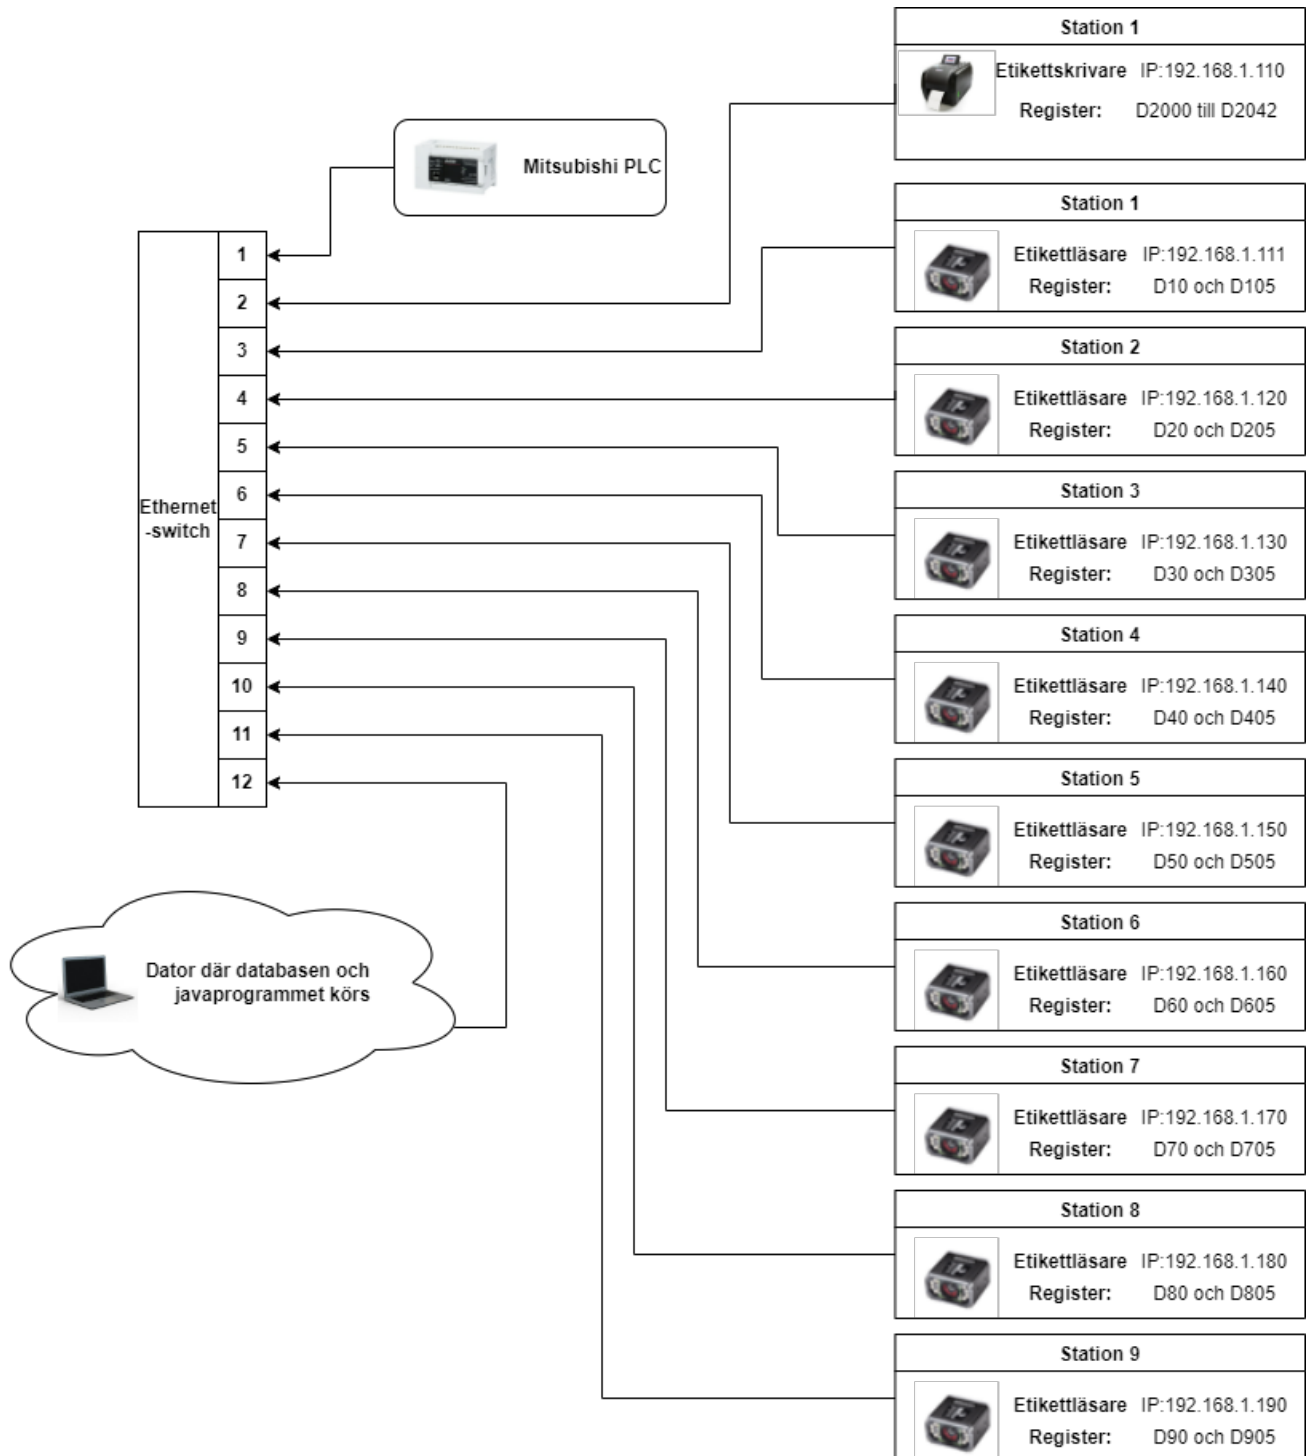 Station 1
Etikettskrivare IP:192.168.1.110
Register: D2000 till D2042
Mitsubishi PLC
Station 1
Etikettläsare IP:192.168.1.111
Register: D10 och D105
Station 2
Etikettläsare IP:192.168.1.120
Register: D20 och D205
Station 3
Etikettläsare IP:192.168.1.130
Register: D30 och D305
Station 4
Etikettläsare IP:192.168.1.140
Register: D40 och D405
Station 5
Etikettläsare IP:192.168.1.150
Register: D50 och D505
Station 6
Etikettläsare IP:192.168.1.160
Register: D60 och D605
Station 7
Etikettläsare IP:192.168.1.170
Register: D70 och D705
Station 8
Etikettläsare IP:192.168.1.180
Register: D80 och D805
Station 9
Etikettläsare IP:192.168.1.190
Register: D90 och D905
Ethernet
-switch
1
2
3
4
5
6
7
8
9
10
11
12
Dator där databasen och
javaprogrammet körs